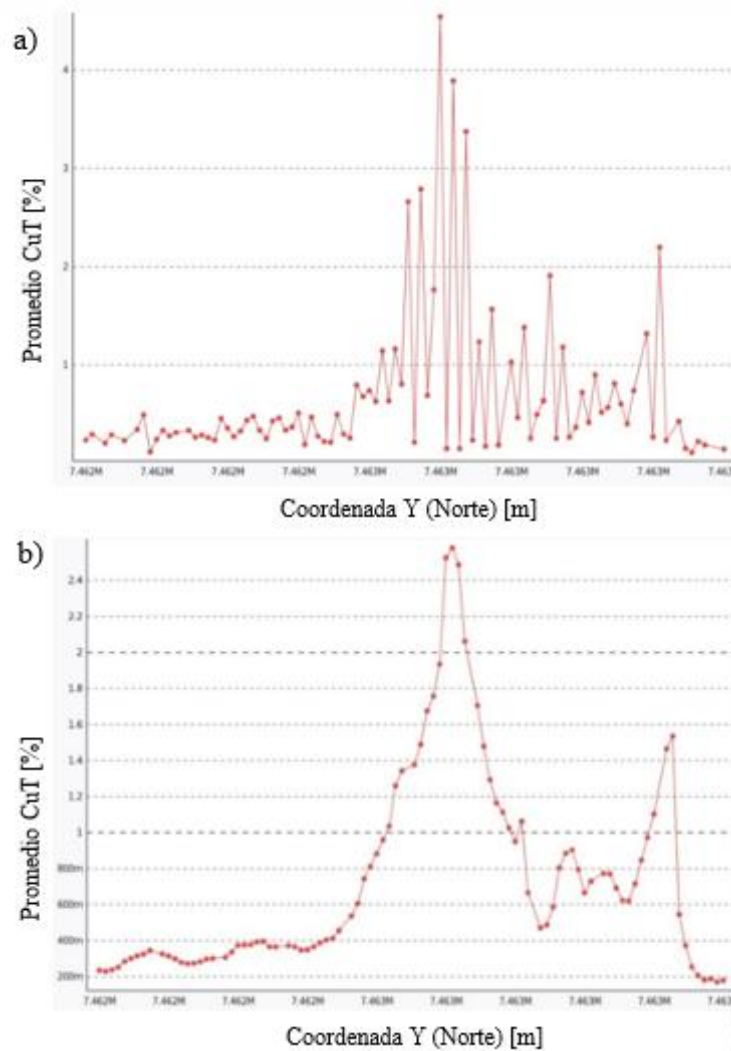 a)
Promedio CuT [%]
4
3
2
1
7.462M 7.462M 7.462M 7.462M 7.463M 7.463M 7.463M 7.463M 7.463M 7.463
Coordenada Y (Norte) [m]
b)
Promedio CuT [%]
2.4
2.2
2
1.8
1.6
1.4
1.2
1
800m
600m
400m
200m
7.462M 7.462M 7.462M 7.462M 7.463M 7.463M 7.463M 7.463M 7.463M 7.463
Coordenada Y (Norte) [m]